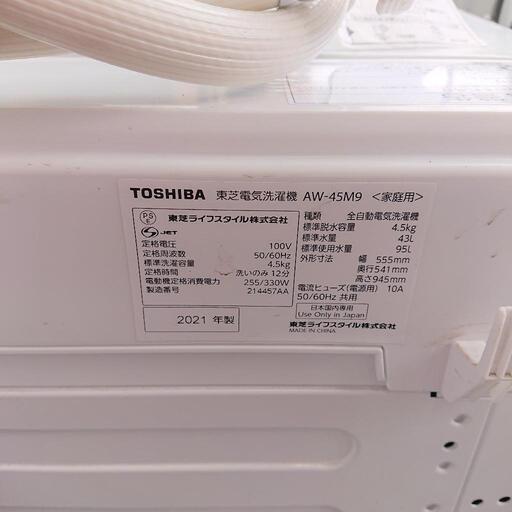 TOSHIBA 東芝電気洗濯機 AW-45M9 <家庭用>
PS E 東芝ライフスタイル株式会社
JET
定格電圧 100V
定格周波数 50/60Hz
標準洗濯容量 4.5kg
定格時間 洗いのみ 12分
電動機定格消費電力 255/330W
製造番号 214457AA
2021 年製
種類 全自動電気洗濯機
標準脱水容量 4.5kg
標準水量 43L
標準使用水量 95L
外形寸法 幅 555mm
奥行541mm
高さ945mm
電流ヒューズ(電源用) 10A
50/60Hz 共用
日本国内専用
Use Only in Japan
東芝ライフスタイル株式会社
MADE IN CHINA